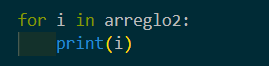 for i in arreglo2:
    print(i)